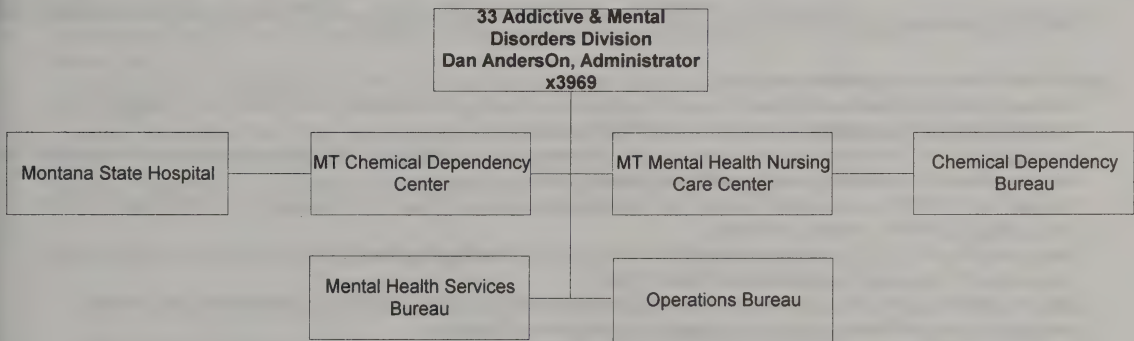 33 Addictive & Mental
Disorders Division
Dan AndersOn, Administrator
x3969
Montana State Hospital
MT Chemical Dependency
Center
MT Mental Health Nursing
Care Center
Chemical Dependency
Bureau
Mental Health Services
Bureau
Operations Bureau